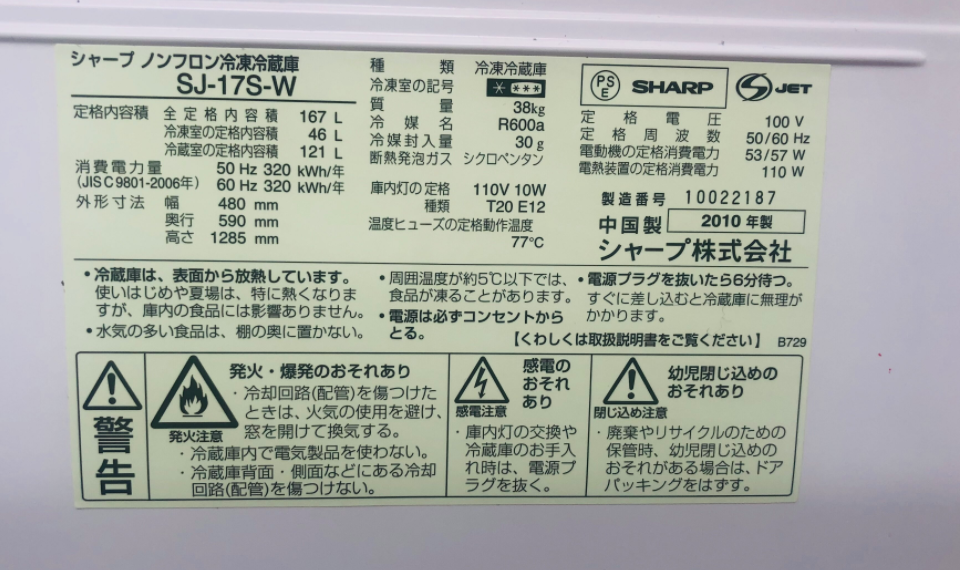 シャープ ノンフロン冷凍冷蔵庫
SJ-17S-W
定格内容積 全定格内容積 167 L
冷凍室の定格内容積 46 L
冷蔵室の定格内容積 121 L
消費電力量 50 Hz 320 kWh/年
(JIS C 9801-2006年) 60 Hz 320 kWh/年
外形寸法 幅 480 mm
奥行 590 mm
高さ 1285 mm
種類 冷凍冷蔵庫
冷凍室の記号 * ***
質量 38kg
冷媒名 R600a
冷媒封入量 30 g
断熱発泡ガス シクロペンタン
庫内灯の定格 110V 10W
種類 T20 E12
温度ヒューズの定格動作温度
77℃
PS E SHARP S JET
定格電圧 100 V
定格周波数 50/60 Hz
電動機の定格消費電力 53/57 W
電熱装置の定格消費電力 110 W
製造番号 10022187
中国製 2010 年製
シャープ株式会社
・冷蔵庫は、表面から放熱しています。
使いはじめや夏場は、特に熱くなりま
すが、庫内の食品には影響ありません。
・水気の多い食品は、棚の奥に置かない。
・周囲温度が約5℃以下では、
食品が凍ることがあります。
・電源は必ずコンセントから
とる。
・電源プラグを抜いたら6分待つ。
すぐに差し込むと冷蔵庫に無理が
かかります。
【くわしくは取扱説明書をご覧ください】 B729
警告
発火・爆発のおそれあり
発火注意
・冷却回路(配管)を傷つけた
ときは、火気の使用を避け、
窓を開けて換気する。
・冷蔵庫内で電気製品を使わない。
・冷蔵庫背面・側面などにある冷却
回路(配管)を傷つけない。
感電の
おそれ
あり
感電注意
・庫内灯の交換や
冷蔵庫のお手入
れ時は、電源プ
ラグを抜く。
幼児閉じ込めの
おそれあり
閉じ込め注意
・廃棄やリサイクルのための
保管時、幼児閉じ込めの
おそれがある場合は、ドア
パッキングをはずす。